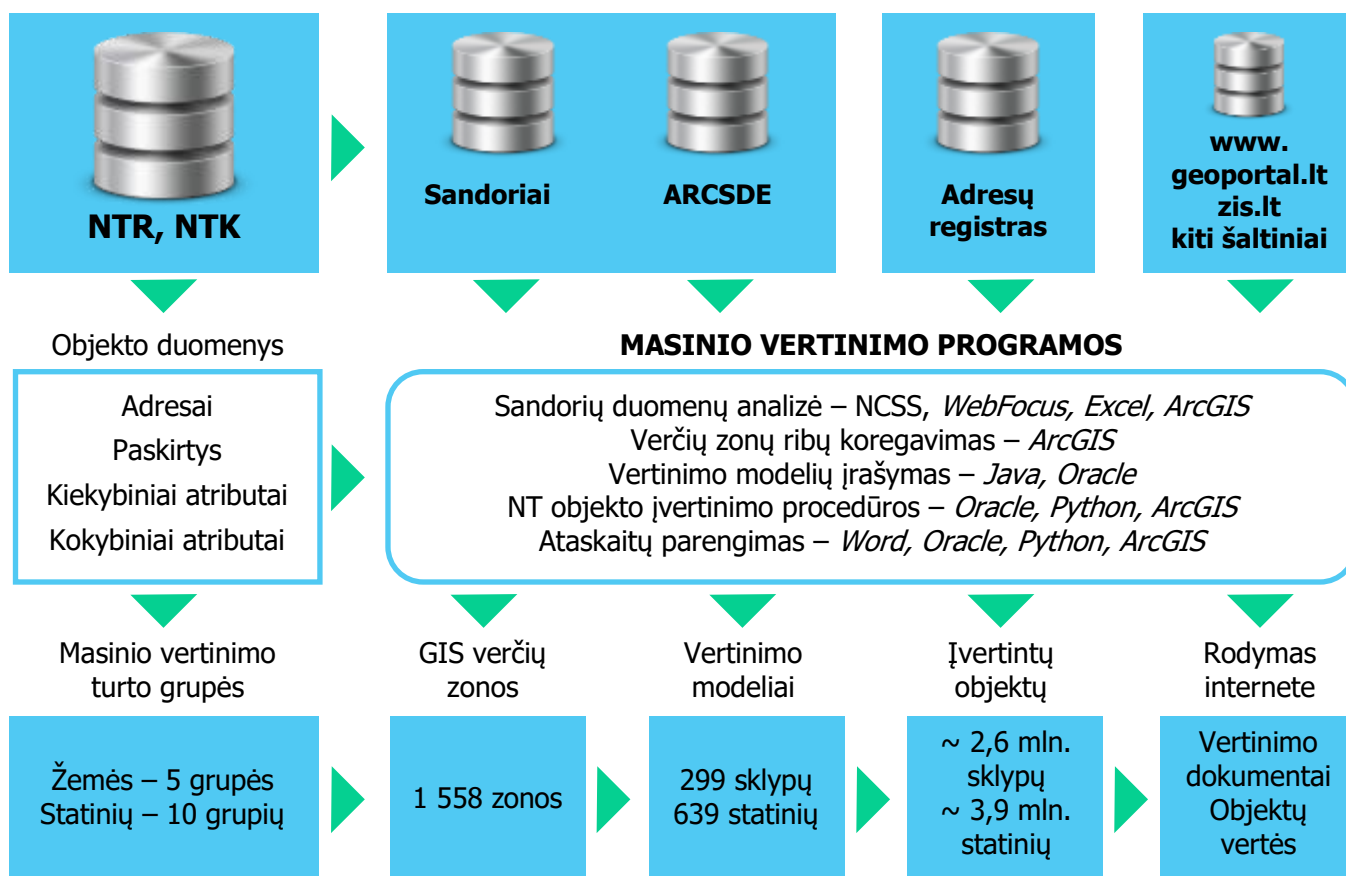 NTR, NTK
Sandoriai
ARCSDE
Adresų
registras
www.
geoportal.lt
zis.lt
kiti šaltiniai
Objekto duomenys
Adresai
Paskirtys
Kiekybiniai atributai
Kokybiniai atributai
MASINIO VERTINIMO PROGRAMOS
Sandorių duomenų analizė – NCSS, WebFocus, Excel, ArcGIS
Verčių zonų ribų koregavimas – ArcGIS
Vertinimo modelių įrašymas – Java, Oracle
NT objekto įvertinimo procedūros – Oracle, Python, ArcGIS
Ataskaitų parengimas – Word, Oracle, Python, ArcGIS
Masinio vertinimo
turto grupės
Žemės – 5 grupės
Statinių – 10 grupių
GIS verčių
zonos
1 558 zonos
Vertinimo
modeliai
299 sklypų
639 statinių
Įvertintų
objektų
~ 2,6 mln.
sklypų
~ 3,9 mln.
statinių
Rodymas
internete
Vertinimo
dokumentai
Objektų
vertės